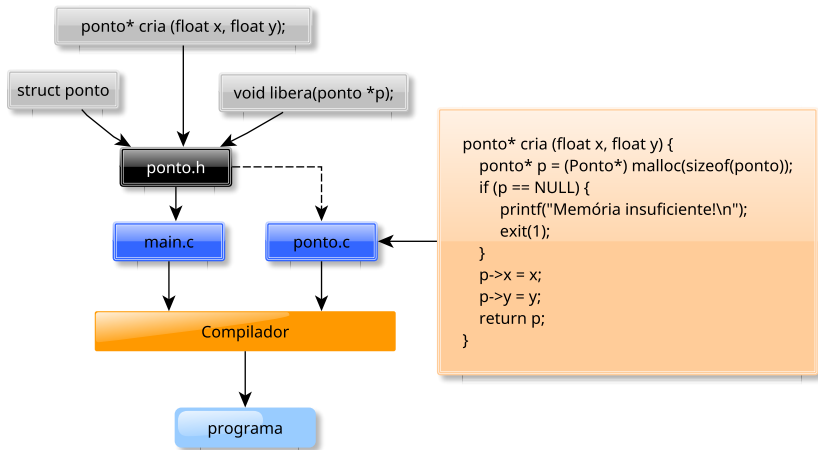 ponto* cria (float x, float y);
struct ponto
void libera(ponto *p);
ponto.h
main.c
ponto.c
Compilador
programa
ponto* cria (float x, float y) {
ponto* p = (Ponto*) malloc(sizeof(ponto));
if (p == NULL) {
printf("Memória insuficiente!\n");
exit(1);
}
p->x = x;
p->y = y;
return p;
}